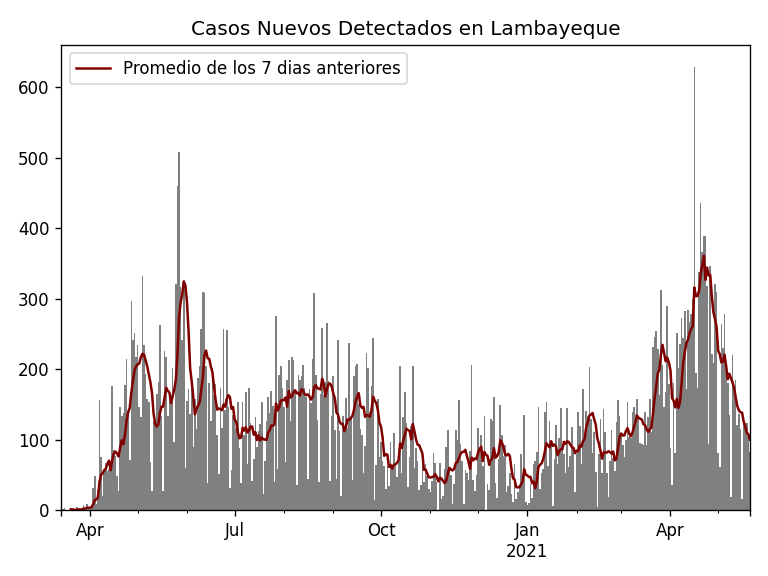 Casos Nuevos Detectados en Lambayeque
Promedio de los 7 dias anteriores
600
500
400
300
200
100
0
Apr Jul Oct Jan Apr
2021